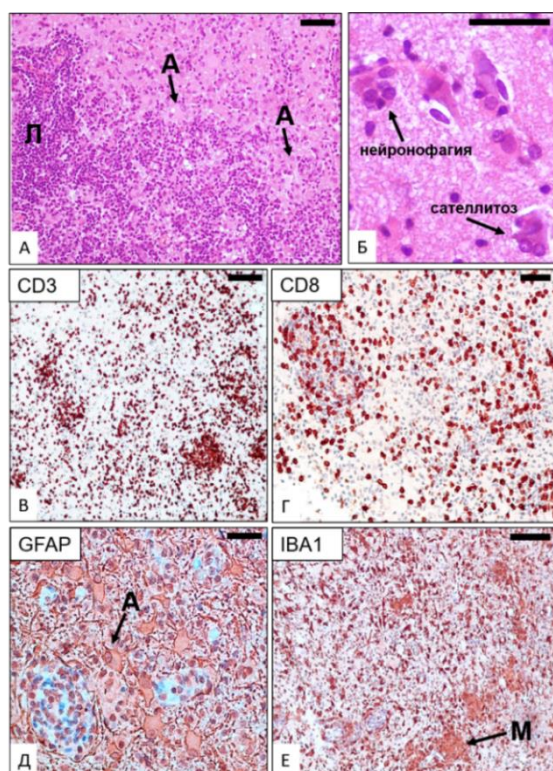 А
А
Л
А
нейронофагия
сателлитоз
Б
CD3
В
CD8
Г
GFAP
А
Д
IBA1
М
Е